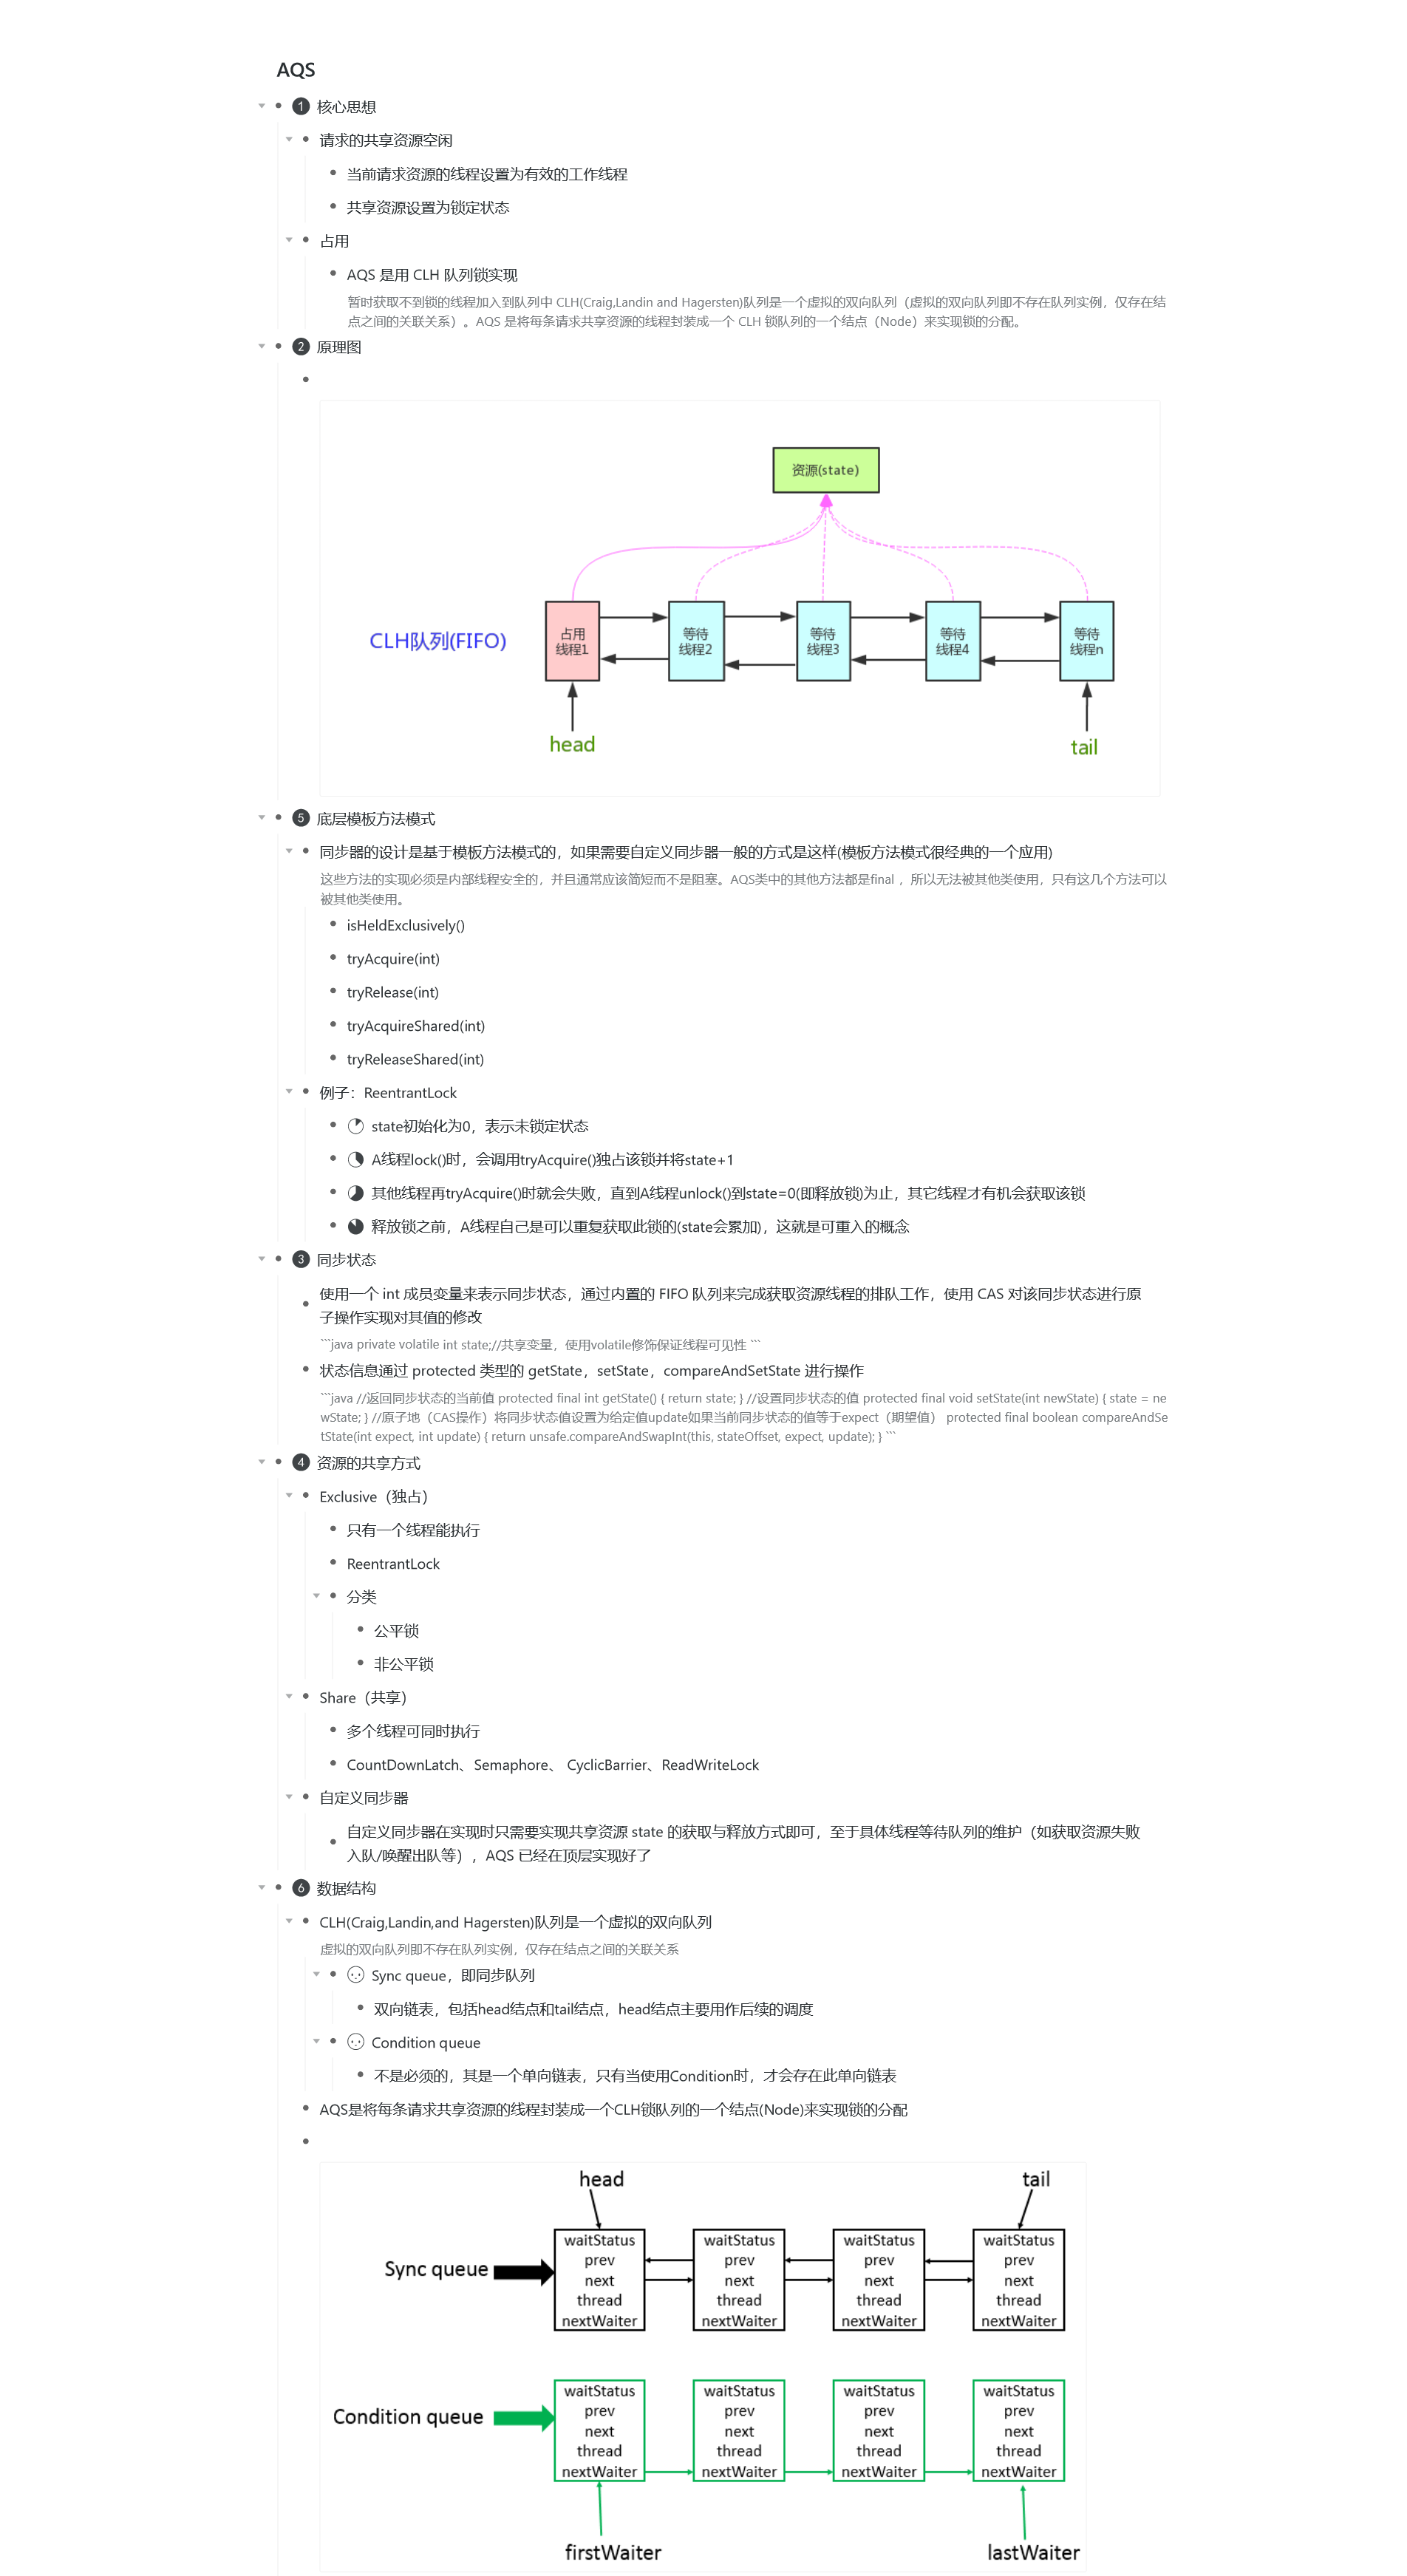 AQS
1 核心思想
请求的共享资源空闲
当前请求资源的线程设置为有效的工作线程
共享资源设置为锁定状态
占用
AQS 是用 CLH 队列锁实现
暂时获取不到锁的线程加入到队列中 CLH(Craig,Landin and Hagersten)队列是一个虚拟的双向队列（虚拟的双向队列即不存在队列实例，仅存在结
点之间的关联关系）。AQS 是将每条请求共享资源的线程封装成一个 CLH 锁队列的一个结点（Node）来实现锁的分配。
2 原理图
资源(state)
CLH队列(FIFO)
占用
线程1
等待
线程2
等待
线程3
等待
线程4
等待
线程n
head
tail
5 底层模板方法模式
同步器的设计是基于模板方法模式的，如果需要自定义同步器一般的方式是这样(模板方法模式很经典的一个应用)
这些方法的实现必须是内部线程安全的，并且通常应该简短而不是阻塞。AQS类中的其他方法都是final ，所以无法被其他类使用，只有这几个方法可以
被其他类使用。
isHeldExclusively()
tryAcquire(int)
tryRelease(int)
tryAcquireShared(int)
tryReleaseShared(int)
例子：ReentrantLock
state初始化为0，表示未锁定状态
A线程lock()时，会调用tryAcquire()独占该锁并将state+1
其他线程再tryAcquire()时就会失败，直到A线程unlock()到state=0(即释放锁)为止，其它线程才有机会获取该锁
释放锁之前，A线程自己是可以重复获取此锁的(state会累加)，这就是可重入的概念
3 同步状态
使用一个 int 成员变量来表示同步状态，通过内置的 FIFO 队列来完成获取资源线程的排队工作，使用 CAS 对该同步状态进行原
子操作实现对其值的修改
```java private volatile int state;//共享变量，使用volatile修饰保证线程可见性 ```
状态信息通过 protected 类型的 getState，setState，compareAndSetState 进行操作
```java //返回同步状态的当前值 protected final int getState() { return state; } //设置同步状态的值 protected final void setState(int newState) { state = ne
wState; } //原子地（CAS操作）将同步状态值设置为给定值update如果当前同步状态的值等于expect（期望值） protected final boolean compareAndSe
tState(int expect, int update) { return unsafe.compareAndSwapInt(this, stateOffset, expect, update); } ```
4 资源的共享方式
Exclusive（独占）
只有一个线程能执行
ReentrantLock
分类
公平锁
非公平锁
Share（共享）
多个线程可同时执行
CountDownLatch、Semaphore、 CyclicBarrier、ReadWriteLock
自定义同步器
自定义同步器在实现时只需要实现共享资源 state 的获取与释放方式即可，至于具体线程等待队列的维护（如获取资源失败
入队/唤醒出队等），AQS 已经在顶层实现好了
6 数据结构
CLH(Craig,Landin,and Hagersten)队列是一个虚拟的双向队列
虚拟的双向队列即不存在队列实例，仅存在结点之间的关联关系
Sync queue，即同步队列
双向链表，包括head结点和tail结点，head结点主要用作后续的调度
Condition queue
不是必须的，其是一个单向链表，只有当使用Condition时，才会存在此单向链表
AQS是将每条请求共享资源的线程封装成一个CLH锁队列的一个结点(Node)来实现锁的分配
head
tail
Sync queue
waitStatus
prev
next
thread
nextWaiter
waitStatus
prev
next
thread
nextWaiter
waitStatus
prev
next
thread
nextWaiter
waitStatus
prev
next
thread
nextWaiter
Condition queue
waitStatus
prev
next
thread
nextWaiter
waitStatus
prev
next
thread
nextWaiter
waitStatus
prev
next
thread
nextWaiter
waitStatus
prev
next
thread
nextWaiter
firstWaiter
lastWaiter